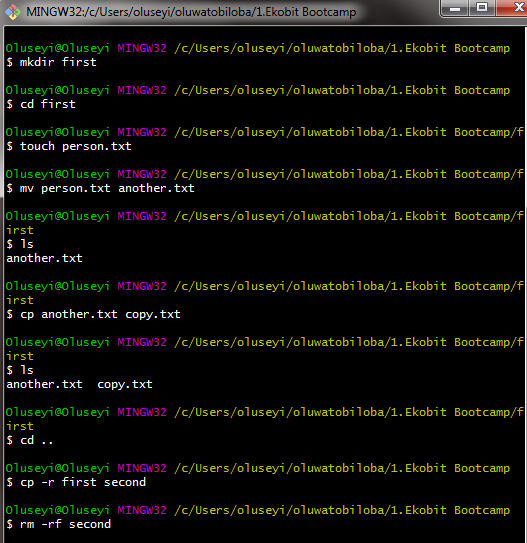 MINGW32:/c/Users/oluseyi/oluwatobiloba/1.Ekobit Bootcamp
Oluseyi@Oluseyi MINGW32 /c/Users/oluseyi/oluwatobiloba/1.Ekobit Bootcamp
$ mkdir first
Oluseyi@Oluseyi MINGW32 /c/Users/oluseyi/oluwatobiloba/1.Ekobit Bootcamp
$ cd first
Oluseyi@Oluseyi MINGW32 /c/Users/oluseyi/oluwatobiloba/1.Ekobit Bootcamp/f
$ touch person.txt
Oluseyi@Oluseyi MINGW32 /c/Users/oluseyi/oluwatobiloba/1.Ekobit Bootcamp/f
$ mv person.txt another.txt
Oluseyi@Oluseyi MINGW32 /c/Users/oluseyi/oluwatobiloba/1.Ekobit Bootcamp/f
irst
$ ls
another.txt
Oluseyi@Oluseyi MINGW32 /c/Users/oluseyi/oluwatobiloba/1.Ekobit Bootcamp/f
irst
$ cp another.txt copy.txt
Oluseyi@Oluseyi MINGW32 /c/Users/oluseyi/oluwatobiloba/1.Ekobit Bootcamp/f
irst
$ ls
another.txt  copy.txt
Oluseyi@Oluseyi MINGW32 /c/Users/oluseyi/oluwatobiloba/1.Ekobit Bootcamp/f
irst
$ cd ..
Oluseyi@Oluseyi MINGW32 /c/Users/oluseyi/oluwatobiloba/1.Ekobit Bootcamp
$ cp -r first second
Oluseyi@Oluseyi MINGW32 /c/Users/oluseyi/oluwatobiloba/1.Ekobit Bootcamp
$ rm -rf second